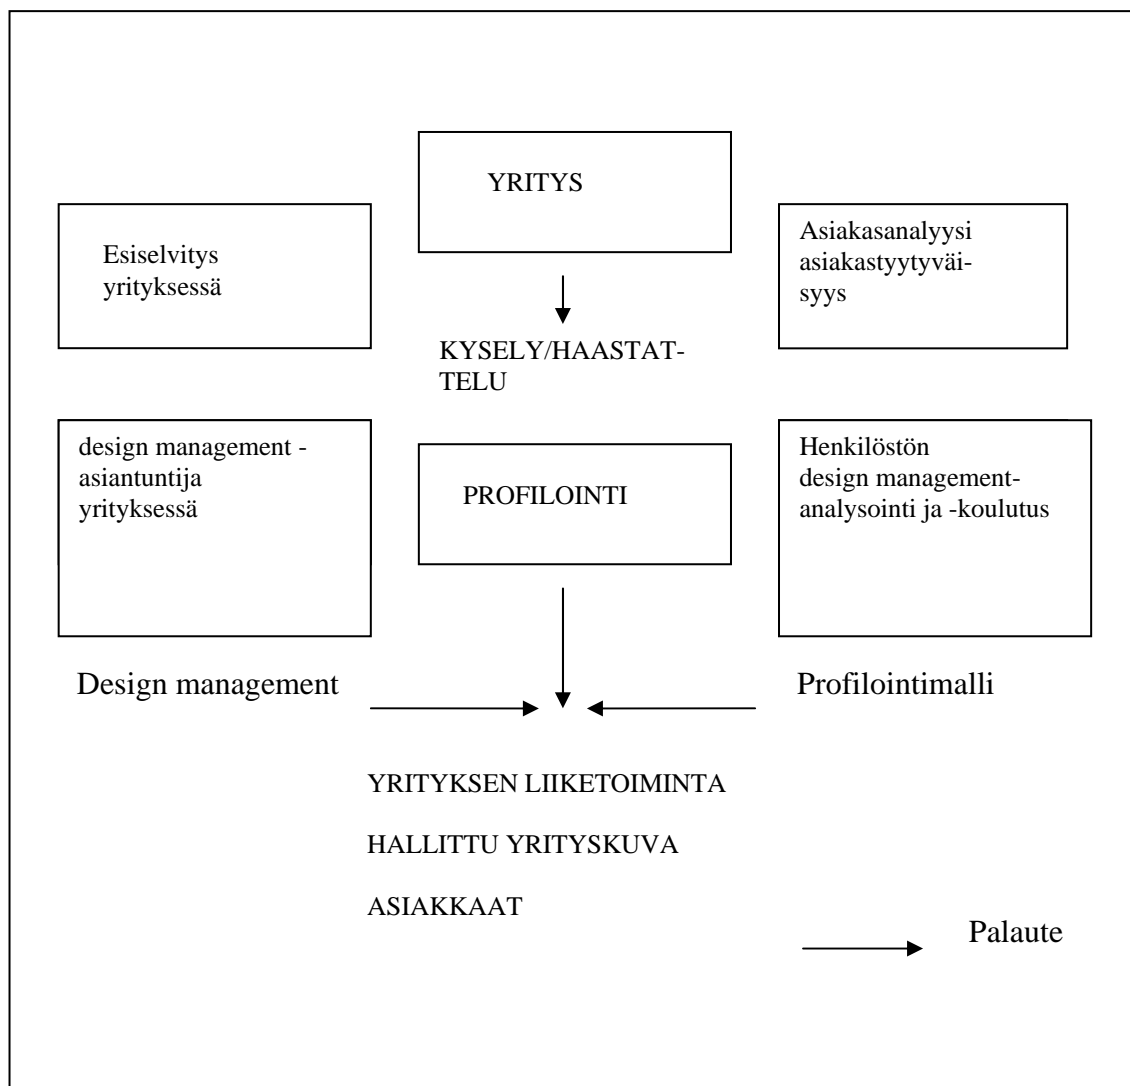 YRITYS
Esiselvitys
yrityksessä
Asiakasanalyysi
asiakastyytyväi-
syys
KYSELY/HAASTAT-
TELU
design management -
asiantuntija
yrityksessä
PROFILOINTI
Henkilöstön
design management-
analysointi ja -koulutus
Design management
Profilointimalli
YRITYKSEN LIIKETOIMINTA
HALLITTU YRITYSKUVA
ASIAKKAAT
Palaute